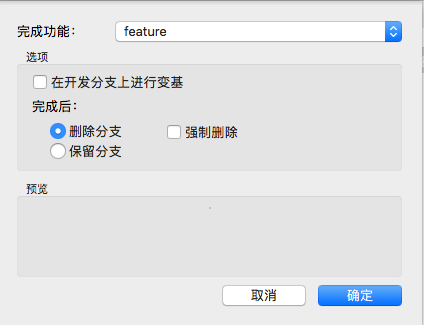 完成功能： feature
选项
在开发分支上进行变基
完成后：
删除分支 强制删除
保留分支
预览
取消 确定